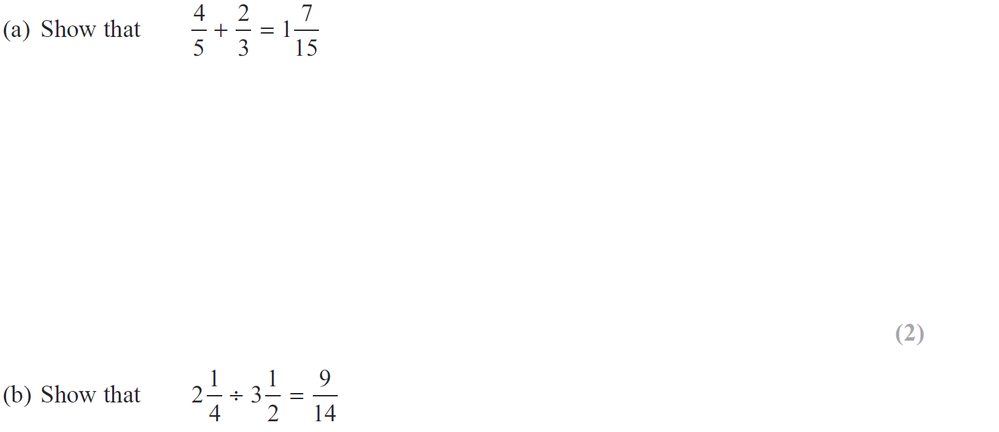 (a) Show that 4/5 + 2/3 = 1 7/15
(2)
(b) Show that 2 1/4 ÷ 3 1/2 = 9/14